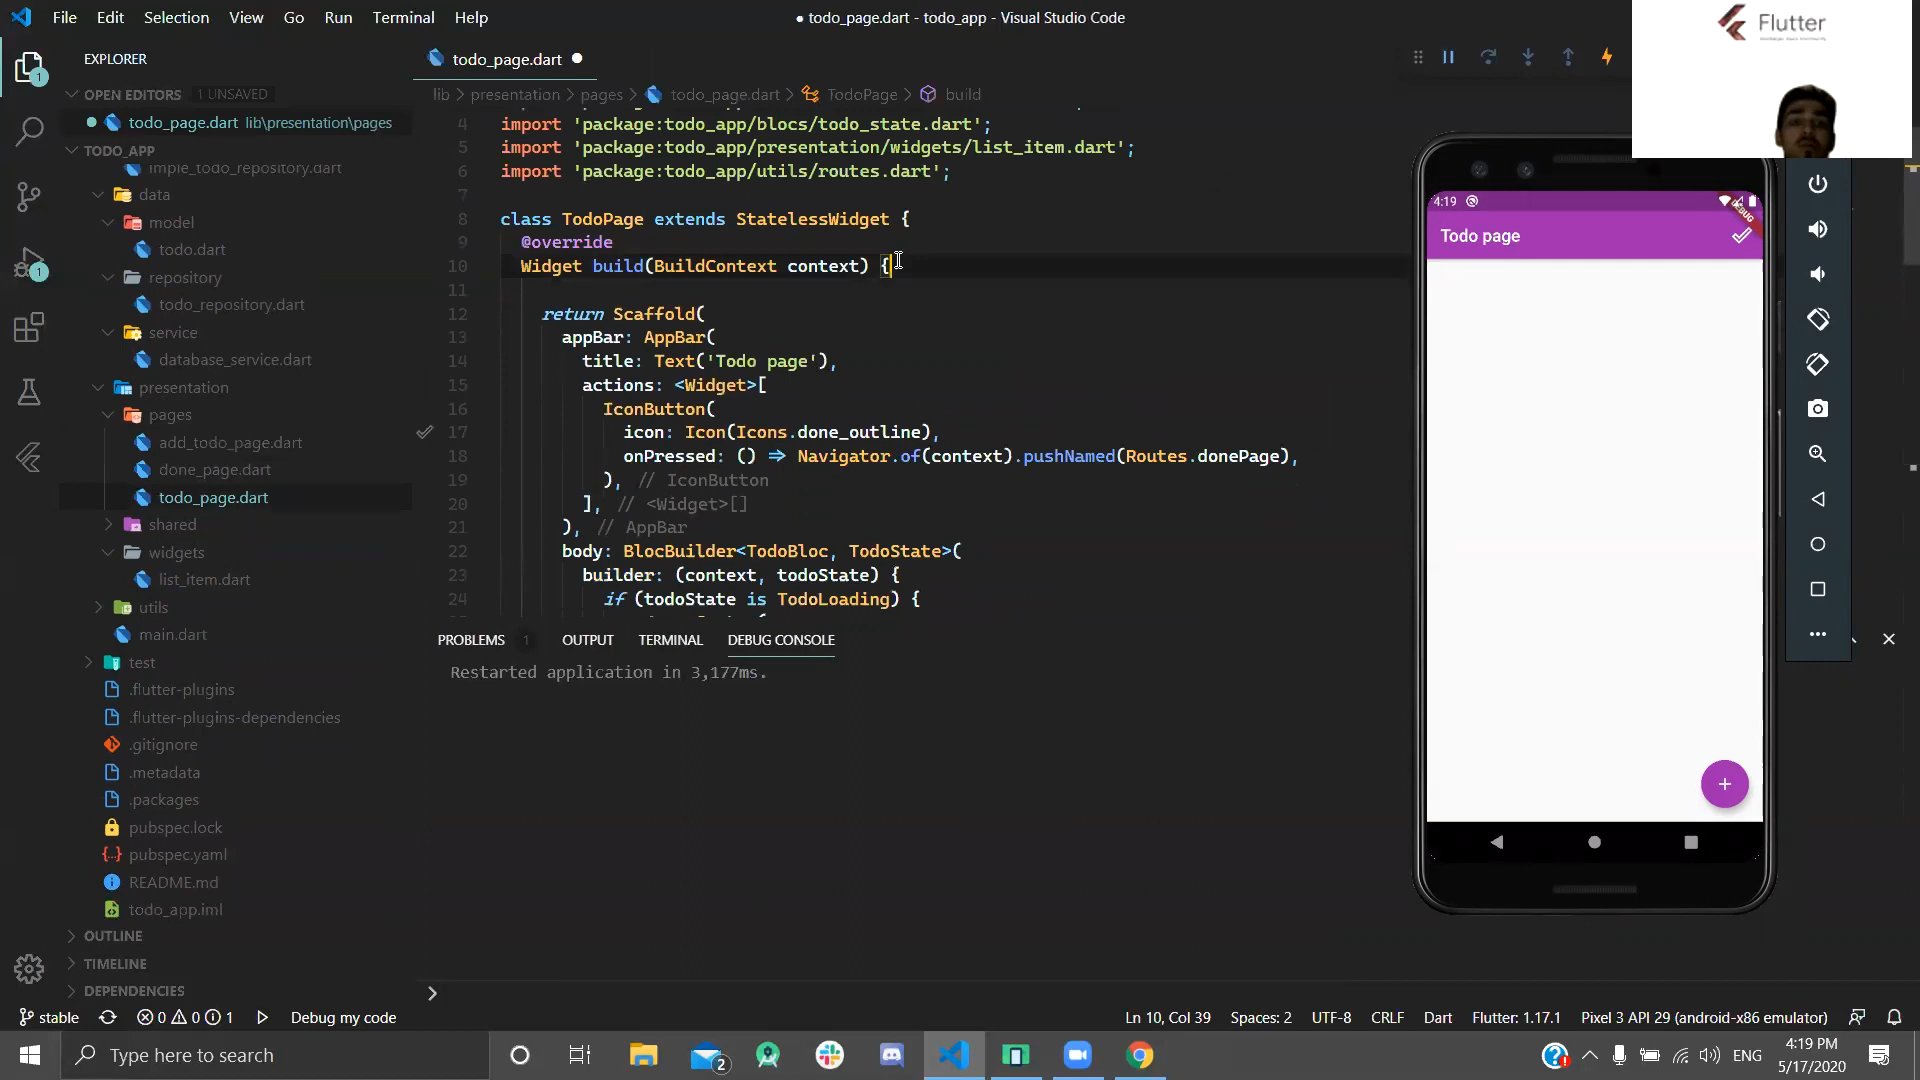 File Edit Selection View Go Run Terminal Help
● todo_page.dart - todo_app - Visual Studio Code
Flutter
EXPLORER
todo_page.dart
OPEN EDITORS 1 UNSAVED
lib > presentation > pages > todo_page.dart > TodoPage > build
todo_page.dart lib\presentation\pages
TODO_APP
imple_todo_repository.dart
data
model
todo.dart
repository
todo_repository.dart
service
database_service.dart
presentation
pages
add_todo_page.dart
done_page.dart
todo_page.dart
shared
widgets
list_item.dart
utils
main.dart
test
.flutter-plugins
.flutter-plugins-dependencies
.gitignore
.metadata
.packages
pubspec.lock
pubspec.yaml
README.md
todo_app.iml
OUTLINE
TIMELINE
DEPENDENCIES
4 import 'package:todo_app/blocs/todo_state.dart';
5 import 'package:todo_app/presentation/widgets/list_item.dart';
6 import 'package:todo_app/utils/routes.dart';
7
8 class TodoPage extends StatelessWidget {
9 @override
10 Widget build(BuildContext context) {
11
12 return Scaffold(
13 appBar: AppBar(
14 title: Text('Todo page'),
15 actions: <Widget>[
16 IconButton(
17 icon: Icon(Icons.done_outline),
18 onPressed: () => Navigator.of(context).pushNamed(Routes.donePage),
19 ), // IconButton
20 ], // <Widget>[]
21 ), // AppBar
22 body: BlocBuilder<TodoBloc, TodoState>(
23 builder: (context, todoState) {
24 if (todoState is TodoLoading) {
PROBLEMS 1 OUTPUT TERMINAL DEBUG CONSOLE
Restarted application in 3,177ms.
4:19
DEBUG
Todo page
stable 0 0 1 Debug my code
Ln 10, Col 39 Spaces: 2 UTF-8 CRLF Dart Flutter: 1.17.1 Pixel 3 API 29 (android-x86 emulator)
Type here to search
2
ENG
4:19 PM
5/17/2020